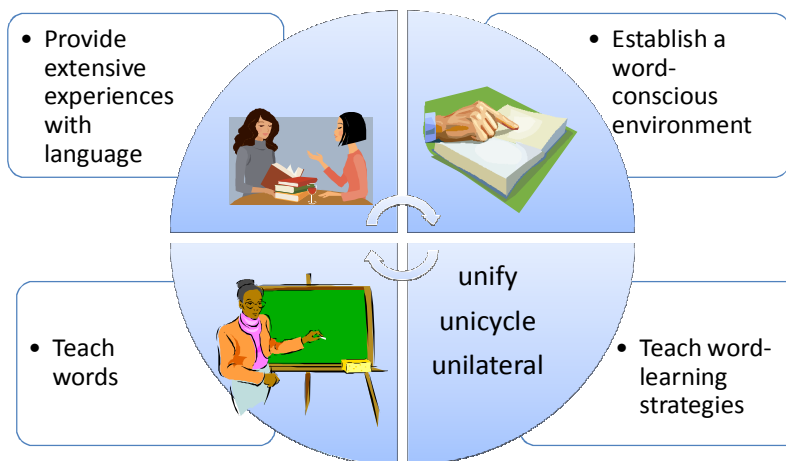 • Provide
extensive
experiences
with
language
• Establish a
word-
conscious
environment
• Teach
words
unify
unicycle
unilateral
• Teach word-
learning
strategies